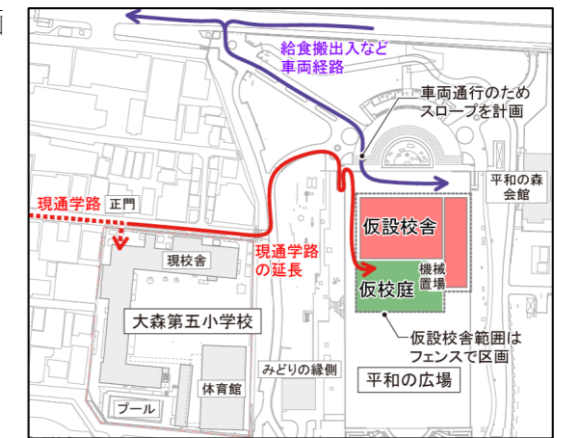 給食搬出入など
車両経路
車両通行のため
スロープを計画
平和の森
会館
現通学路
正門
仮設校舎
現校舎
現通学路
の延長
機械
置場
仮校庭
大森第五小学校
仮設校舎範囲は
フェンスで区画
みどりの縁側
平和の広場
体育館
プール